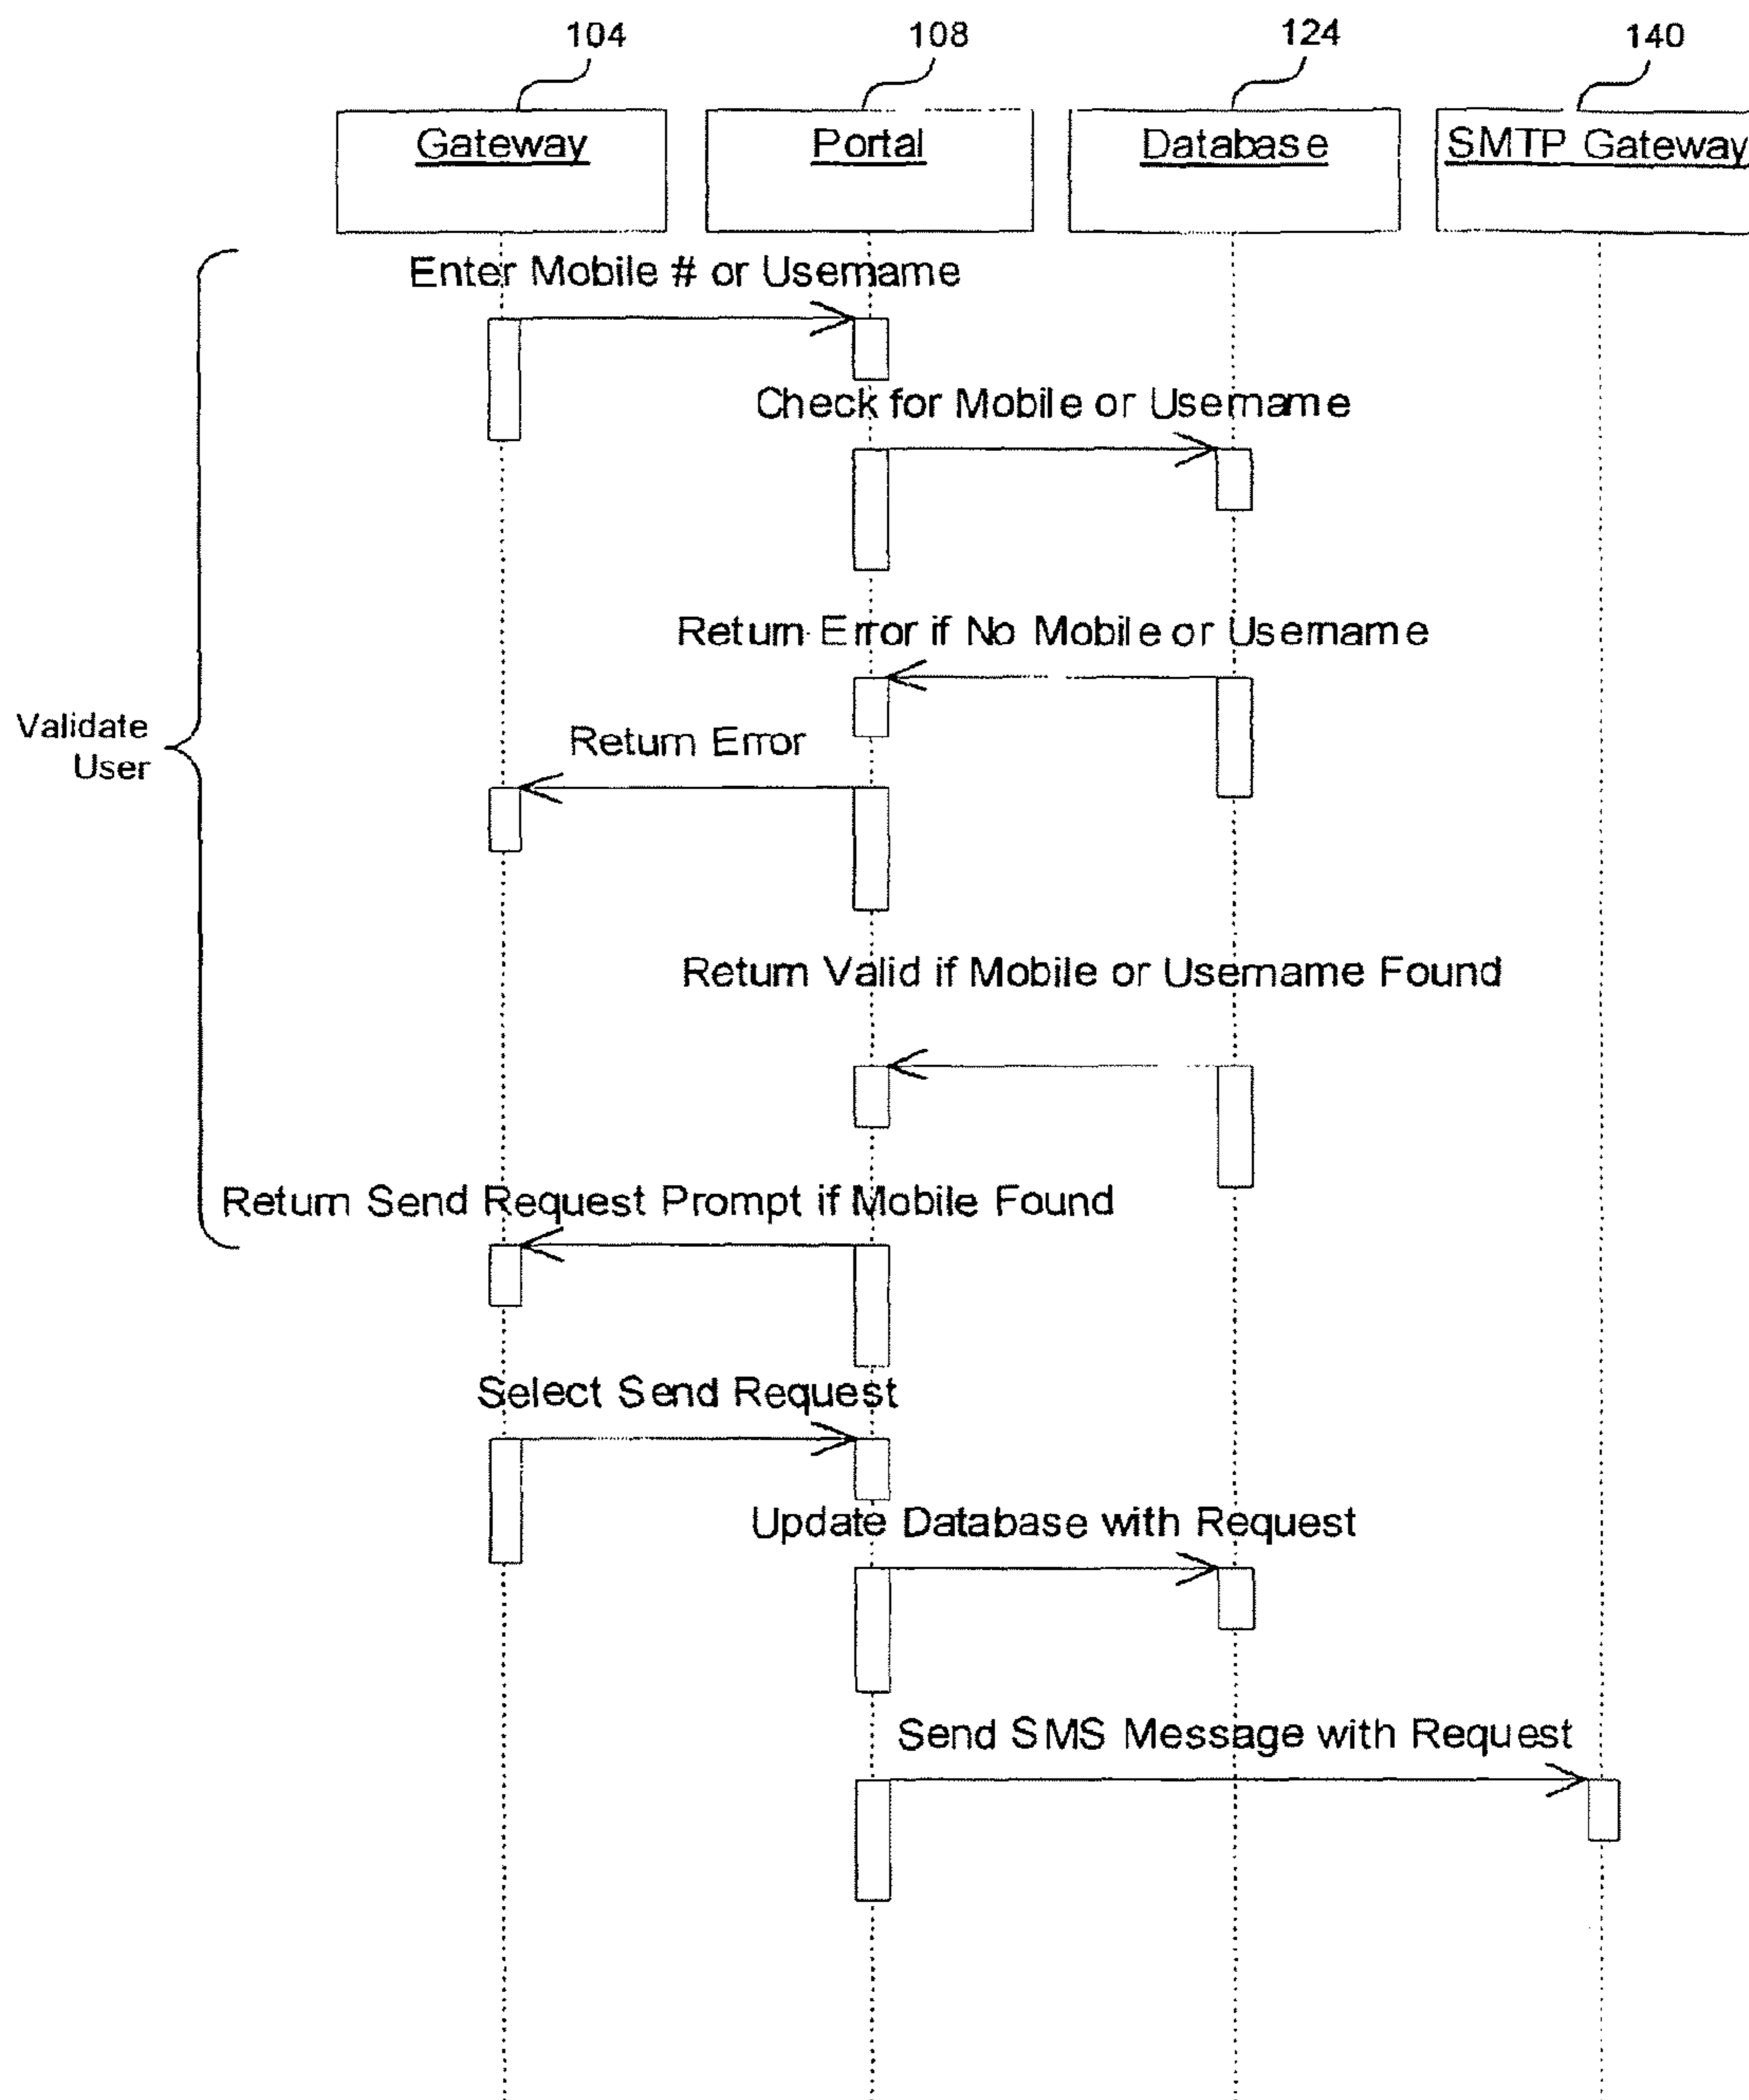 104
108
124
140
Gateway
Portal
Database
SMTP Gateway
Enter Mobile # or Username
Check for Mobile or Username
Return Error if No Mobile or Username
Validate
User
Return Error
Return Valid if Mobile or Username Found
Return Send Request Prompt if Mobile Found
Select Send Request
Update Database with Request
Send SMS Message with Request